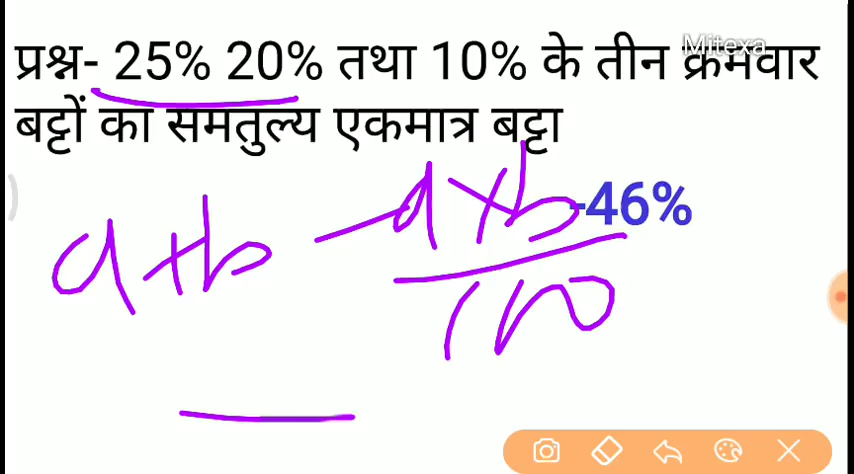 Mitexa
प्रश्न- 25% 20% तथा 10% के तीन क्रमवार
बट्टों का समतुल्य एकमात्र बट्टा
-46%
a+b - a×b
100